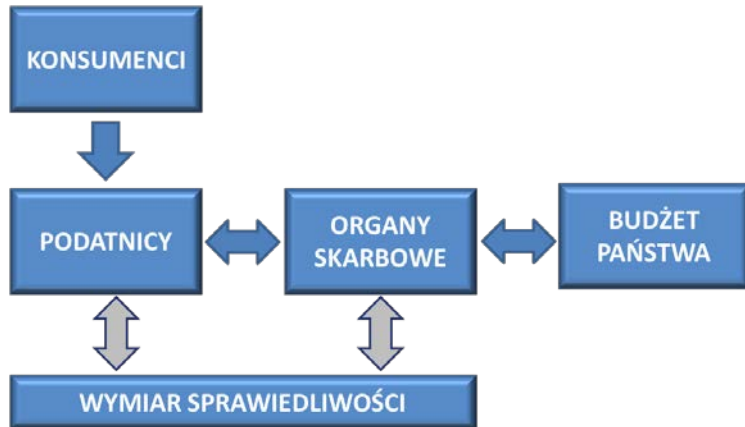 KONSUMENCI
PODATNICY
ORGANY
SKARBOWE
BUDŻET
PAŃSTWA
WYMIAR SPRAWIEDLIWOŚCI